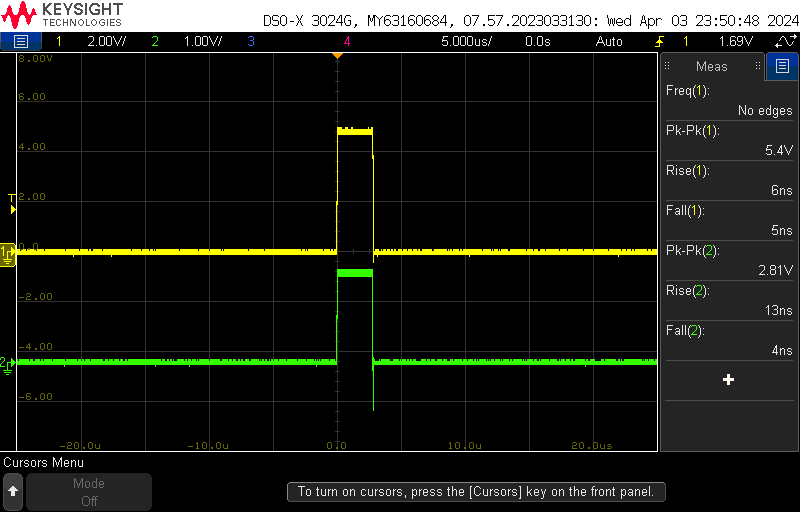 KEYSIGHT
TECHNOLOGIES
DSO-X 3024G, MY63160684, 07.57.2023033130: Wed Apr 03 23:50:48 2024
1 2.00V/ 2 1.00V/ 3 4 5.000us/ 0.0s Auto 1 1.69V
8.00V
6.00
4.00
2.00
T
0.0
1
-2.00
-4.00
2
-6.00
-20.0u -10.0u 0.0 10.0u 20.0us
Meas
Freq(1):
No edges
Pk-Pk(1):
5.4V
Rise(1):
6ns
Fall(1):
5ns
Pk-Pk(2):
2.81V
Rise(2):
13ns
Fall(2):
4ns
Cursors Menu
Mode
Off
To turn on cursors, press the [Cursors] key on the front panel.